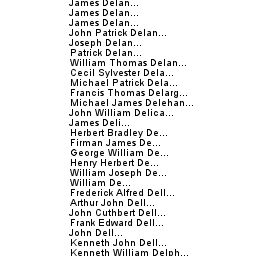 James Delan...
James Delan...
James Delan...
John Patrick Delan...
Joseph Delan...
Patrick Delan...
William Thomas Delan...
Cecil Sylvester Dela...
Michael Patrick Dela...
Francis Thomas Delarg...
Michael James Delehan...
John William Delica...
James Deli...
Herbert Bradley De...
Firman James De...
George William De...
Henry Herbert De...
William Joseph De...
William De...
Frederick Alfred Dell...
Arthur John Dell...
John Cuthbert Dell...
Frank Edward Dell...
John Dell...
Kenneth John Dell...
Kenneth William Delph...